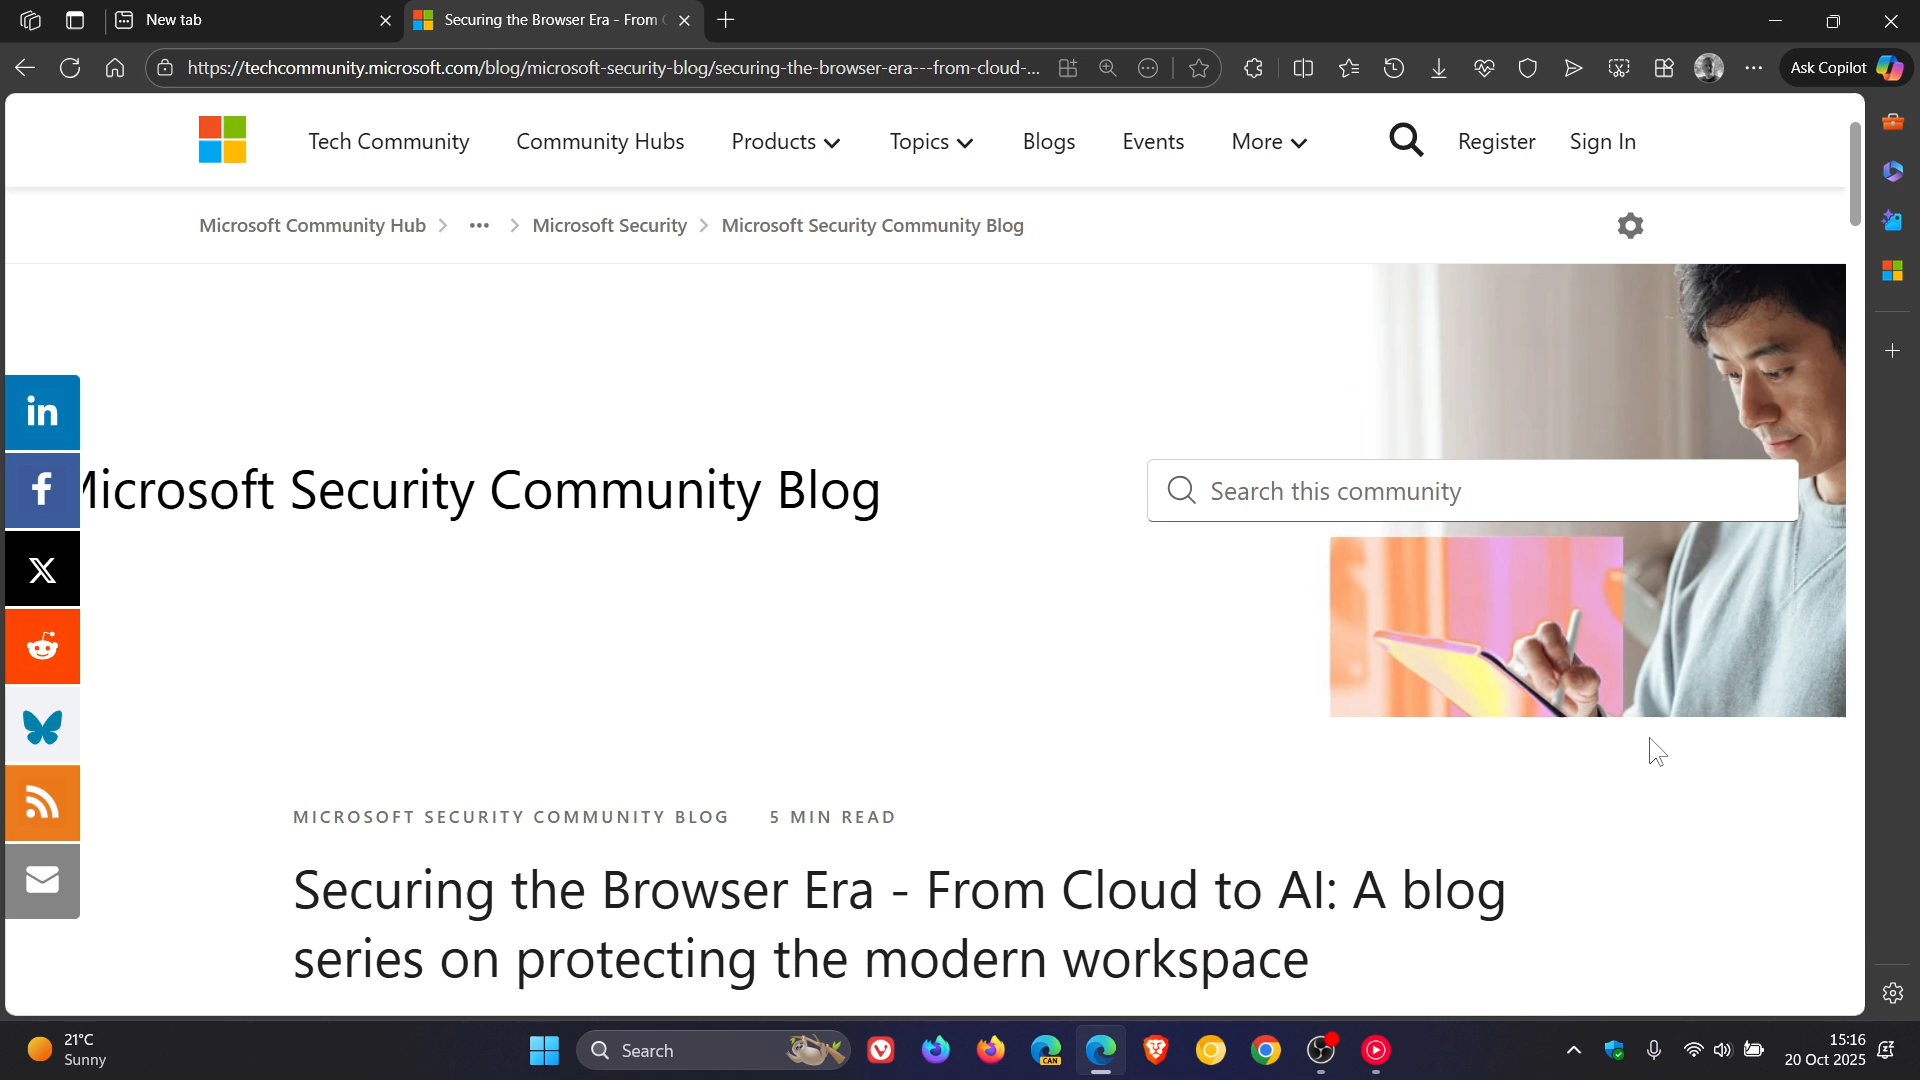 New tab
Securing the Browser Era - From
https://techcommunity.microsoft.com/blog/microsoft-security-blog/securing-the-browser-era---from-cloud-...
Ask Copilot
Tech Community
Community Hubs
Products
Topics
Blogs
Events
More
Register
Sign In
Microsoft Community Hub
Microsoft Security
Microsoft Security Community Blog
Microsoft Security Community Blog
Search this community
MICROSOFT SECURITY COMMUNITY BLOG 5 MIN READ
Securing the Browser Era - From Cloud to AI: A blog
series on protecting the modern workspace
21°C
Sunny
Search
CAN
15:16
20 Oct 2025